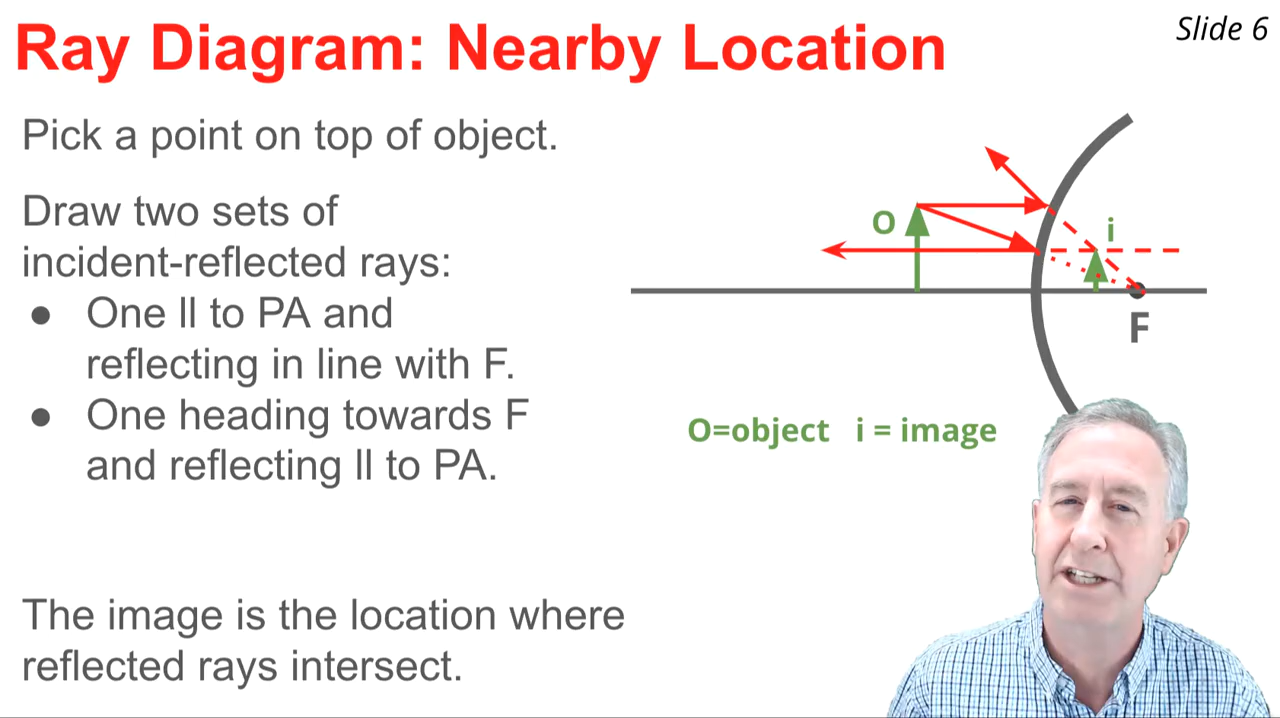 Ray Diagram: Nearby Location
Slide 6
Pick a point on top of object.
Draw two sets of
incident-reflected rays:
● One ll to PA and
reflecting in line with F.
● One heading towards F
and reflecting ll to PA.
The image is the location where
reflected rays intersect.
O
i
F
O=object i = image